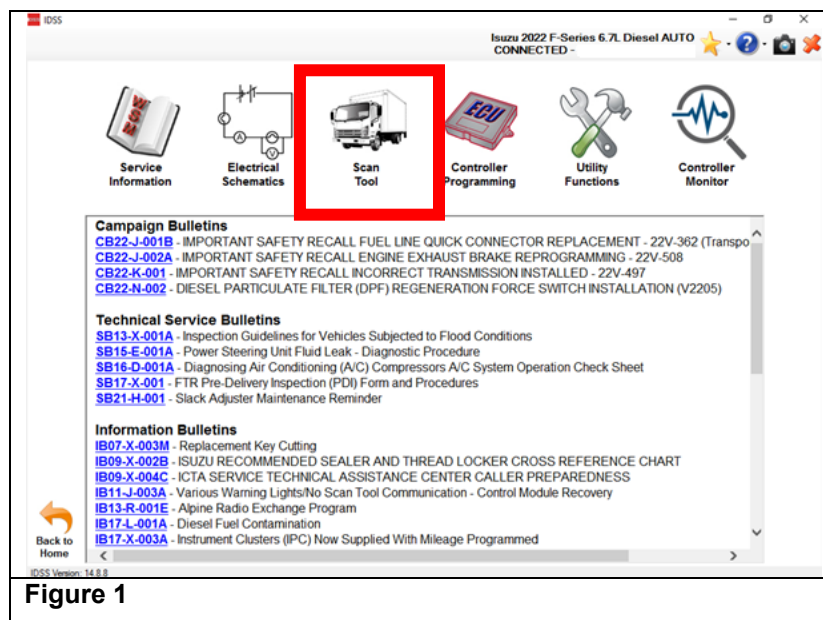 IDSS
Isuzu 2022 F-Series 6.7L Diesel AUTO
CONNECTED -
WSM
ECU
Service Information
Electrical Schematics
Scan Tool
Controller Programming
Utility Functions
Controller Monitor
Campaign Bulletins
CB22-J-001B - IMPORTANT SAFETY RECALL FUEL LINE QUICK CONNECTOR REPLACEMENT - 22V-362 (Transpo
CB22-J-002A - IMPORTANT SAFETY RECALL ENGINE EXHAUST BRAKE REPROGRAMMING - 22V-508
CB22-K-001 - IMPORTANT SAFETY RECALL INCORRECT TRANSMISSION INSTALLED - 22V-497
CB22-N-002 - DIESEL PARTICULATE FILTER (DPF) REGENERATION FORCE SWITCH INSTALLATION (V2205)
Technical Service Bulletins
SB13-X-001A - Inspection Guidelines for Vehicles Subjected to Flood Conditions
SB15-E-001A - Power Steering Unit Fluid Leak - Diagnostic Procedure
SB16-D-001A - Diagnosing Air Conditioning (A/C) Compressors A/C System Operation Check Sheet
SB17-X-001 - FTR Pre-Delivery Inspection (PDI) Form and Procedures
SB21-H-001 - Slack Adjuster Maintenance Reminder
Information Bulletins
IB07-X-003M - Replacement Key Cutting
IB09-X-002B - ISUZU RECOMMENDED SEALER AND THREAD LOCKER CROSS REFERENCE CHART
IB09-X-004C - ICTA SERVICE TECHNICAL ASSISTANCE CENTER CALLER PREPAREDNESS
IB11-J-003A - Various Warning Lights/No Scan Tool Communication - Control Module Recovery
IB13-R-001E - Alpine Radio Exchange Program
IB17-L-001A - Diesel Fuel Contamination
IB17-X-003A - Instrument Clusters (IPC) Now Supplied With Mileage Programmed
Back to Home
IDSS Version: 14.8.8
Figure 1